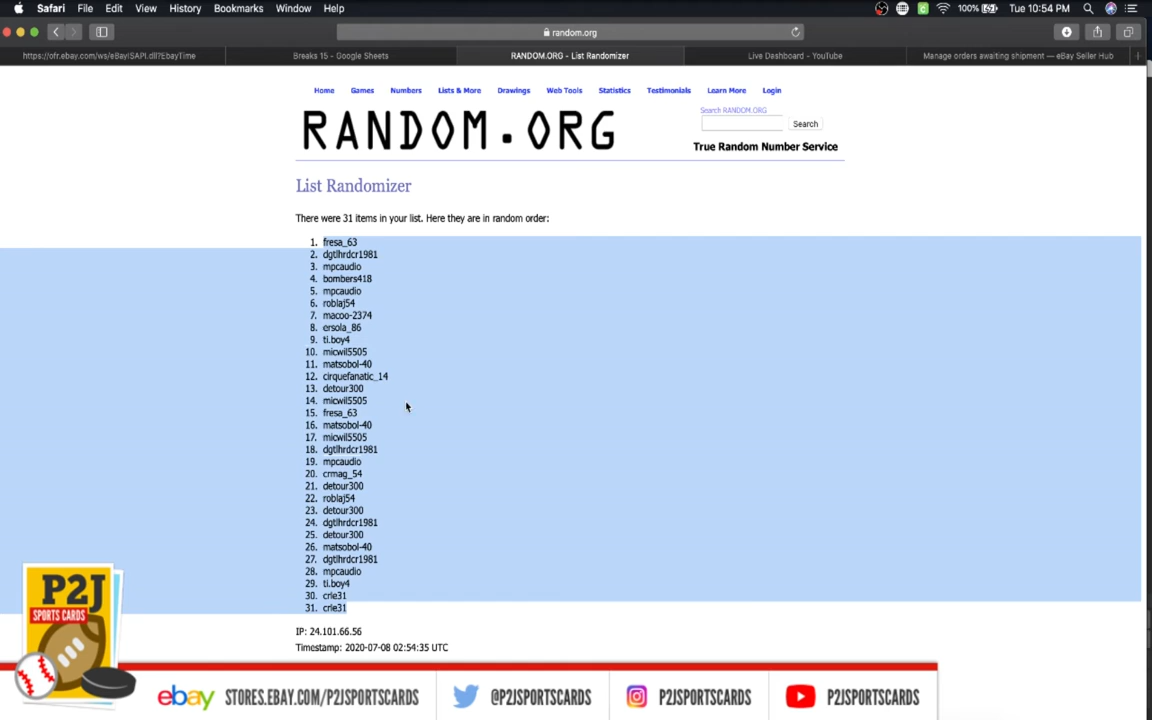 Safari File Edit View History Bookmarks Window Help 100% Tue 10:54 PM
random.org
https://ofr.ebay.com/ws/eBayISAPI.dll?EbayTime Breaks 15 - Google Sheets RANDOM.ORG - List Randomizer Live Dashboard - YouTube Manage orders awaiting shipment — eBay Seller Hub
Home Games Numbers Lists & More Drawings Web Tools Statistics Testimonials Learn More Login
RANDOM.ORG
Search RANDOM.ORG
Search
True Random Number Service
List Randomizer
There were 31 items in your list. Here they are in random order:
1. fresa_63
2. dgtlhrdcr1981
3. mpcaudio
4. bombers418
5. mpcaudio
6. roblaj54
7. macoo-2374
8. ersola_86
9. ti.boy4
10. micwil5505
11. matsobol-40
12. cirquefanatic_14
13. detour300
14. micwil5505
15. fresa_63
16. matsobol-40
17. micwil5505
18. dgtlhrdcr1981
19. mpcaudio
20. crmag_54
21. detour300
22. roblaj54
23. detour300
24. dgtlhrdcr1981
25. detour300
26. matsobol-40
27. dgtlhrdcr1981
28. mpcaudio
29. ti.boy4
30. crie31
31. crie31
IP: 24.101.66.56
Timestamp: 2020-07-08 02:54:35 UTC
P2J
SPORTS CARDS
ebay STORES.EBAY.COM/P2JSPORTSCARDS @P2JSPORTSCARDS P2JSPORTSCARDS P2JSPORTSCARDS